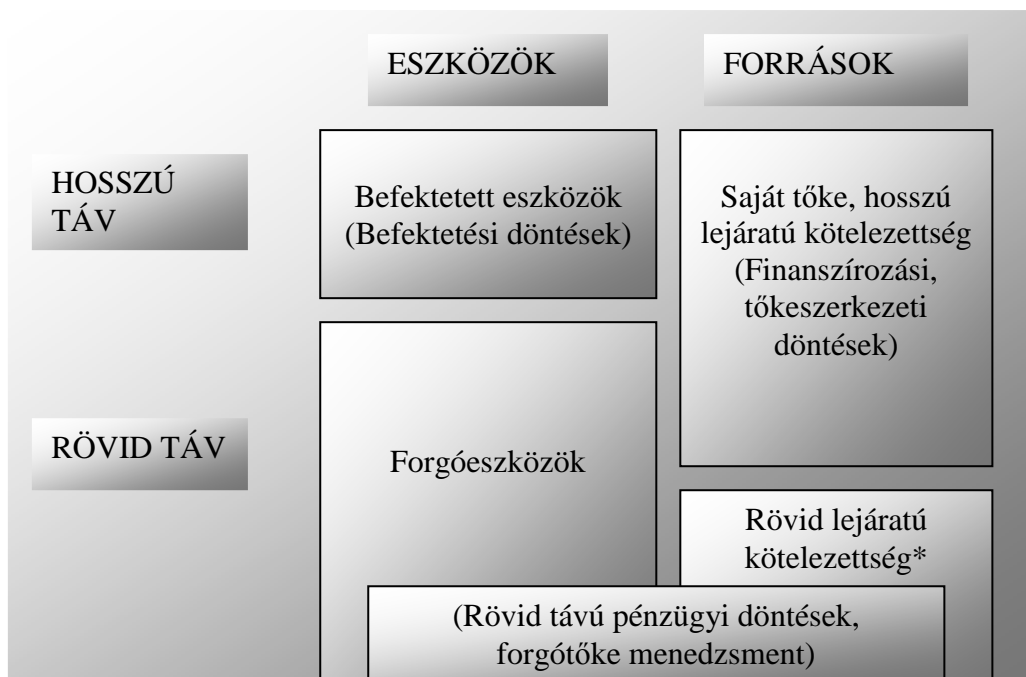 ESZKÖZÖK
FORRÁSOK
HOSSZÚ
TÁV
Befektetett eszközök
(Befektetési döntések)
Saját tőke, hosszú
lejáratú kötelezettség
(Finanszírozási,
tőkeszerkezeti
döntések)
RÖVID TÁV
Forgóeszközök
Rövid lejáratú
kötelezettség*
(Rövid távú pénzügyi döntések,
forgótőke menedzsment)